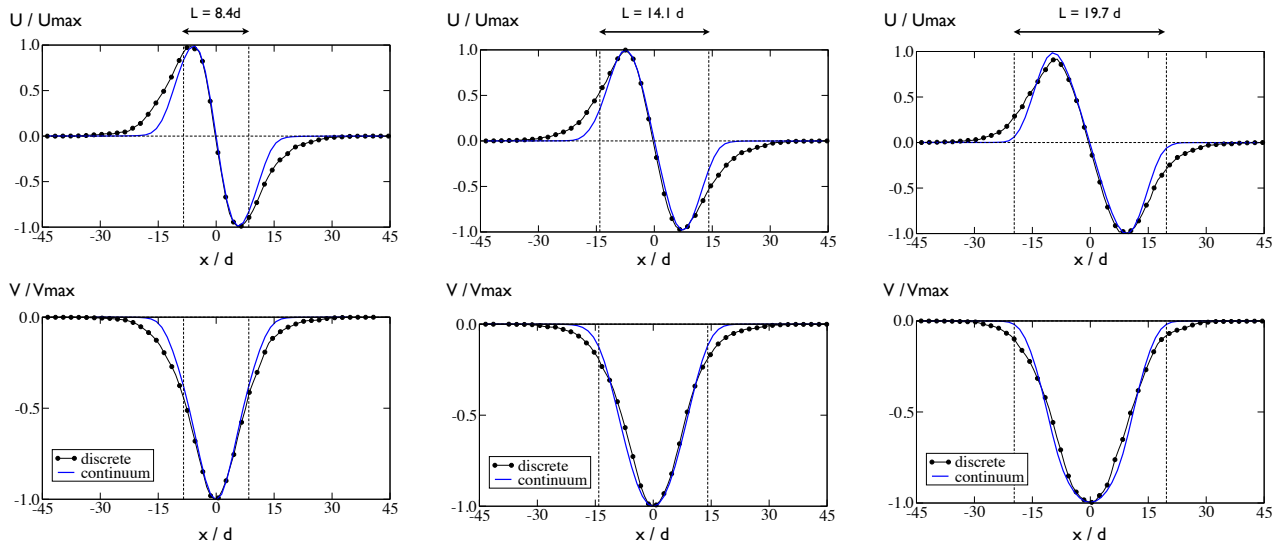 U / Umax
L = 8.4d
1.0
0.5
0.0
-0.5
-1.0
-45 -30 -15 0 15 30 45
x / d
U / Umax
L = 14.1 d
1.0
0.5
0.0
-0.5
-1.0
-45 -30 -15 0 15 30 45
x / d
U / Umax
L = 19.7 d
1.0
0.5
0.0
-0.5
-1.0
-45 -30 -15 0 15 30 45
x / d
V / Vmax
0.0
-0.5
-1.0
discrete
continuum
-45 -30 -15 0 15 30 45
x / d
V / Vmax
0.0
-0.5
-1.0
discrete
continuum
-45 -30 -15 0 15 30 45
x / d
V / Vmax
0.0
-0.5
-1.0
discrete
continuum
-45 -30 -15 0 15 30 45
x / d